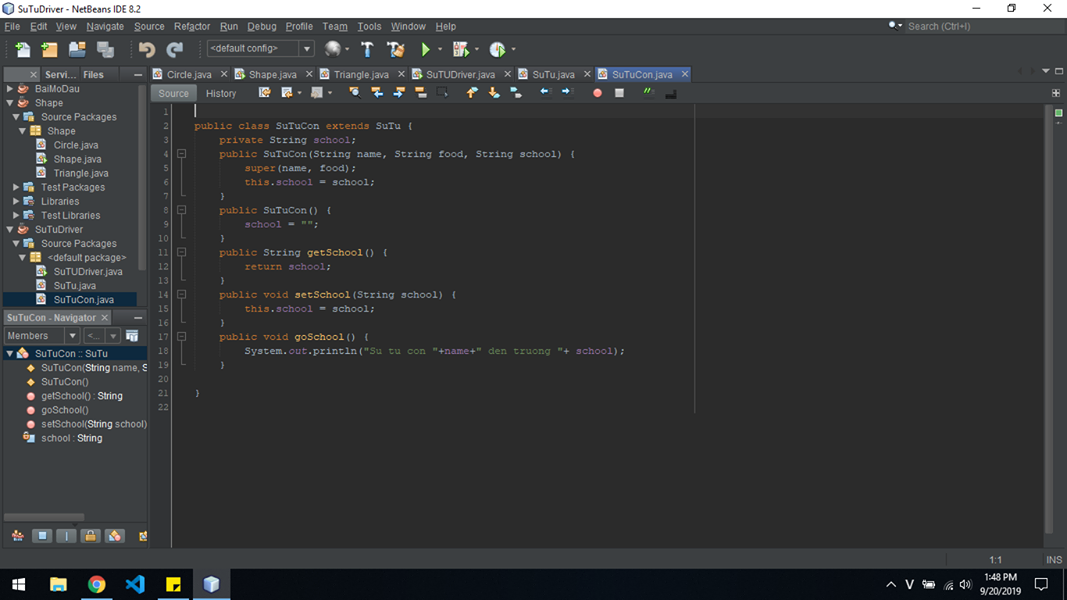 SuTuDriver - NetBeans IDE 8.2
File Edit View Navigate Source Refactor Run Debug Profile Team Tools Window Help
Search (Ctrl+I)
<default config>
Servi... Files
Circle.java Shape.java Triangle.java SuTUDriver.java SuTu.java SuTuCon.java
Source History
BaiMoDau
Shape
Source Packages
Shape
Circle.java
Shape.java
Triangle.java
Test Packages
Libraries
Test Libraries
SuTuDriver
Source Packages
<default package>
SuTUDriver.java
SuTu.java
SuTuCon.java
SuTuCon - Navigator
Members <...
SuTuCon :: SuTu
SuTuCon(String name, S
SuTuCon()
getSchool() : String
goSchool()
setSchool(String school)
school : String
1
2 public class SuTuCon extends SuTu {
3 private String school;
4 public SuTuCon(String name, String food, String school) {
5 super(name, food);
6 this.school = school;
7 }
8 public SuTuCon() {
9 school = "";
10 }
11 public String getSchool() {
12 return school;
13 }
14 public void setSchool(String school) {
15 this.school = school;
16 }
17 public void goSchool() {
18 System.out.println("Su tu con "+name+" den truong "+ school);
19 }
20
21 }
22
1:1 INS
V
1:48 PM
9/20/2019